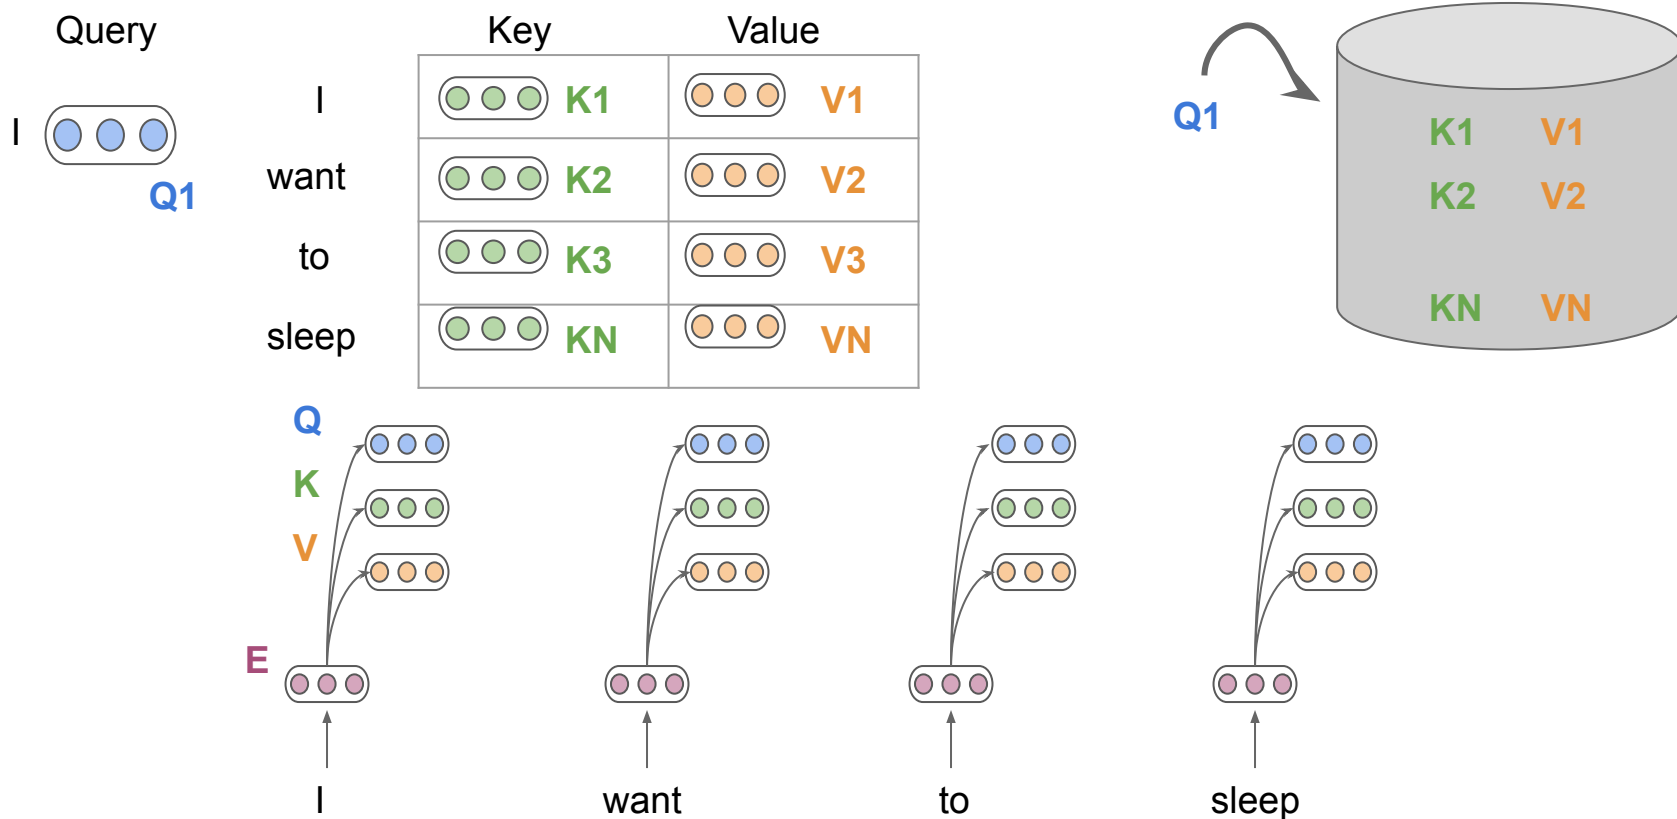 Query Key Value
I
Q1
I K1 V1
want K2 V2
to K3 V3
sleep KN VN
Q1
K1 V1
K2 V2
KN VN
Q
K
V
E
I want to sleep